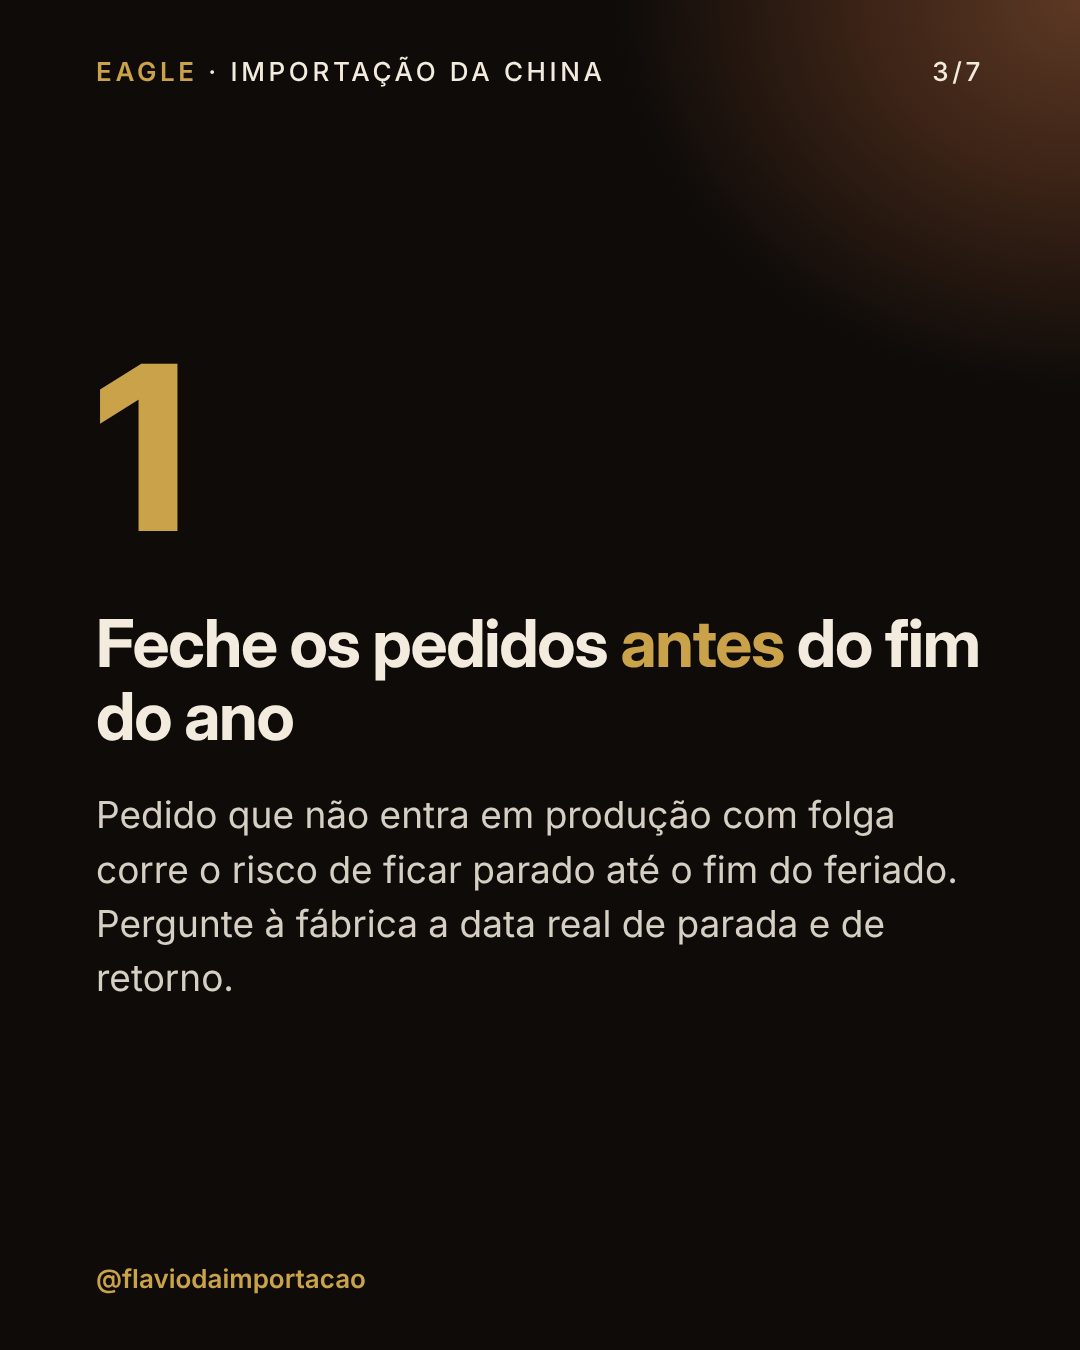 EAGLE · IMPORTAÇÃO DA CHINA
3/7
1
Feche os pedidos antes do fim
do ano
Pedido que não entra em produção com folga
corre o risco de ficar parado até o fim do feriado.
Pergunte à fábrica a data real de parada e de
retorno.
@flaviodaimportacao